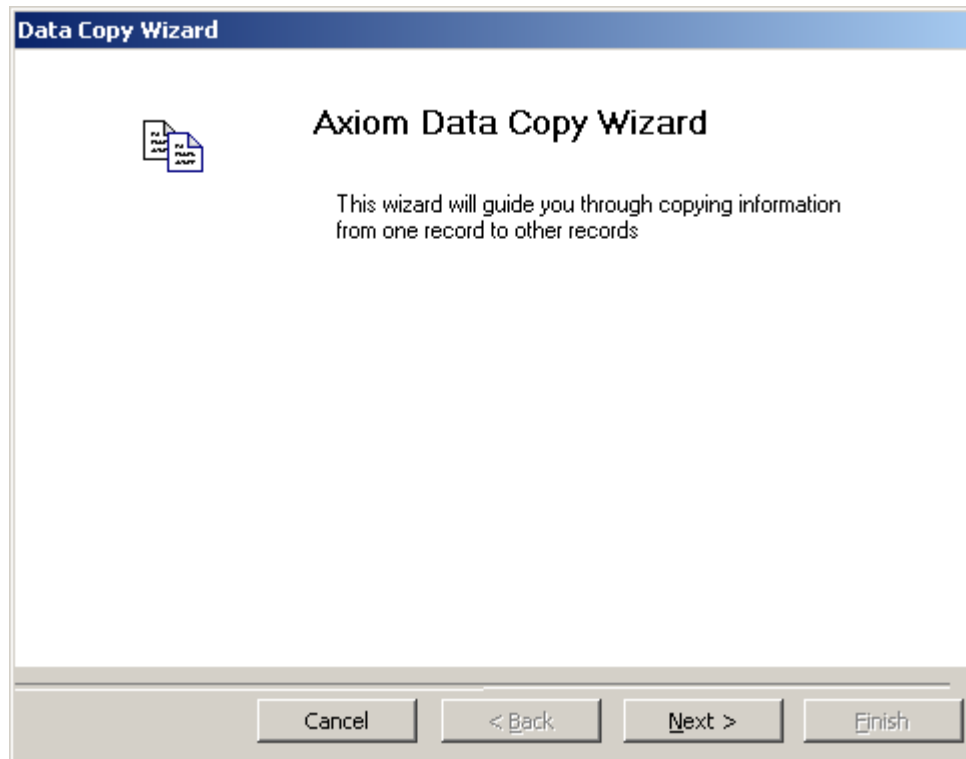 Data Copy Wizard
Axiom Data Copy Wizard
This wizard will guide you through copying information
from one record to other records
Cancel
< Back
Next >
Finish